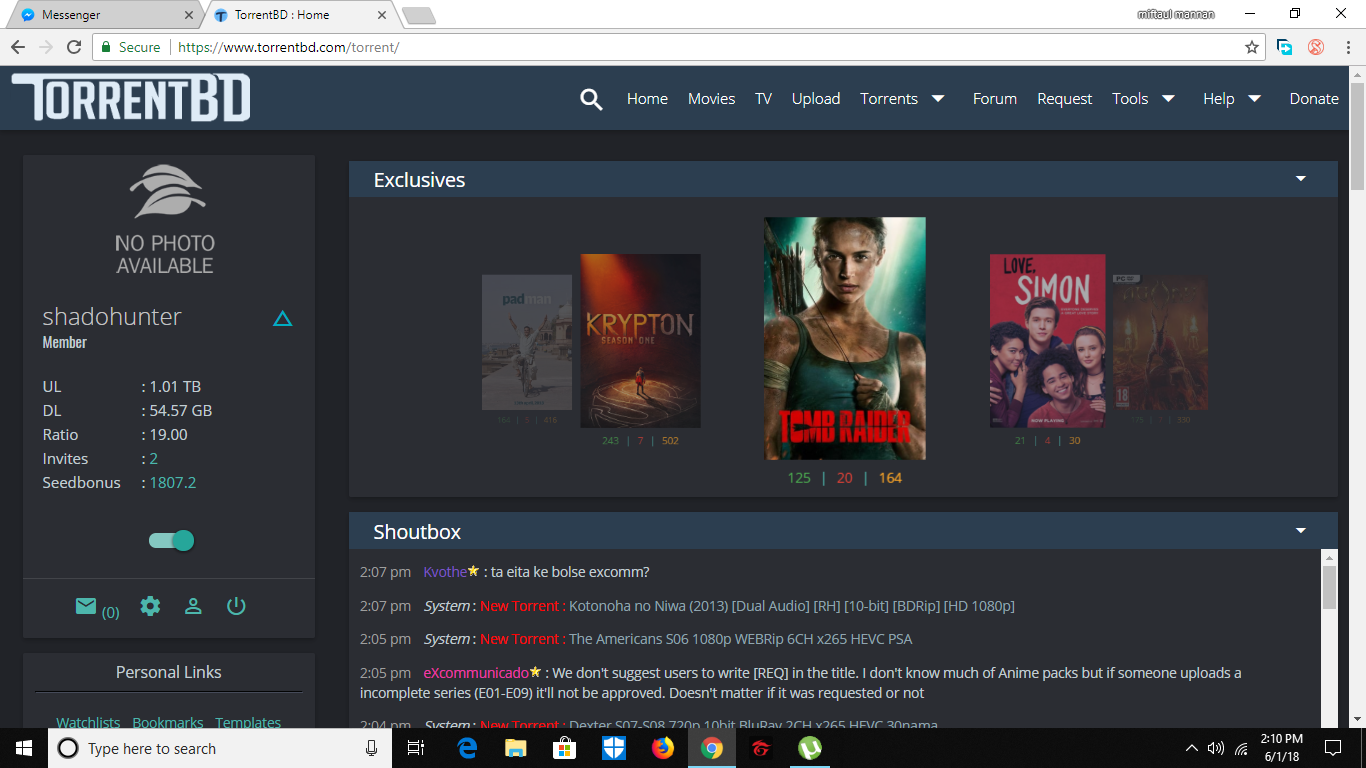 Messenger
TorrentBD : Home
miftaul mannan
Secure
https://www.torrentbd.com/torrent/
TORRENTBD
Home Movies TV Upload Torrents Forum Request Tools Help Donate
NO PHOTO
AVAILABLE
shadohunter
Member
UL : 1.01 TB
DL : 54.57 GB
Ratio : 19.00
Invites : 2
Seedbonus : 1807.2
(0)
Personal Links
Watchlists Bookmarks Templates
Exclusives
padman
KRYPTON
SEASON ONE
243 | 7 | 502
TOMB RAIDER
125 | 20 | 164
LOVE,
SIMON
NOW PLAYING
21 | 4 | 30
PC
18
Shoutbox
2:07 pm Kvothe : ta eita ke bolse excomm?
2:07 pm System : New Torrent : Kotonoha no Niwa (2013) [Dual Audio] [RH] [10-bit] [BDRip] [HD 1080p]
2:05 pm System : New Torrent : The Americans S06 1080p WEBRip 6CH x265 HEVC PSA
2:05 pm eXcommunicado : We don't suggest users to write [REQ] in the title. I don't know much of Anime packs but if someone uploads a
incomplete series (E01-E09) it'll not be approved. Doesn't matter if it was requested or not
2:04 pm System : New Torrent : Dexter S07-S08 720p 10bit BluRay 2CH x265 HEVC 30nama
Type here to search
2:10 PM
6/1/18